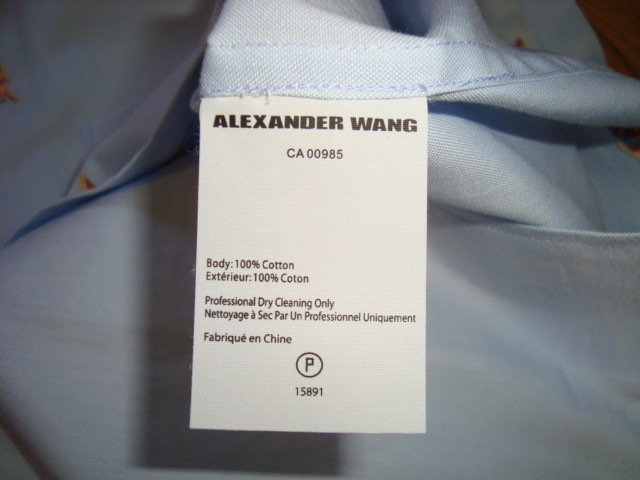 ALEXANDER WANG
CA 00985
Body: 100% Cotton
Extérieur: 100% Coton
Professional Dry Cleaning Only
Nettoyage à Sec Par Un Professionnel Uniquement
Fabriqué en Chine
P
15891